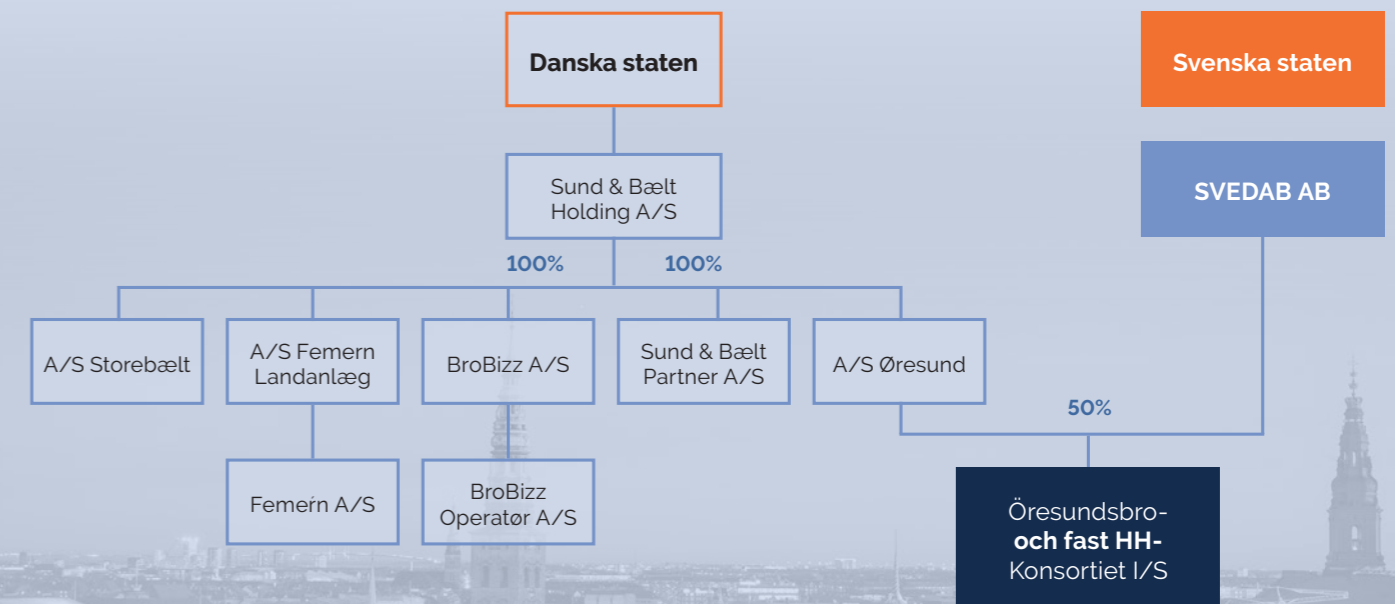 Danska staten
Svenska staten
Sund & Bælt
Holding A/S
SVEDAB AB
100%
100%
A/S Storebælt
A/S Femern
Landanlæg
BroBizz A/S
Sund & Bælt
Partner A/S
A/S Øresund
50%
Femern A/S
BroBizz
Operatør A/S
Öresundsbro-
och fast HH-
Konsortiet I/S